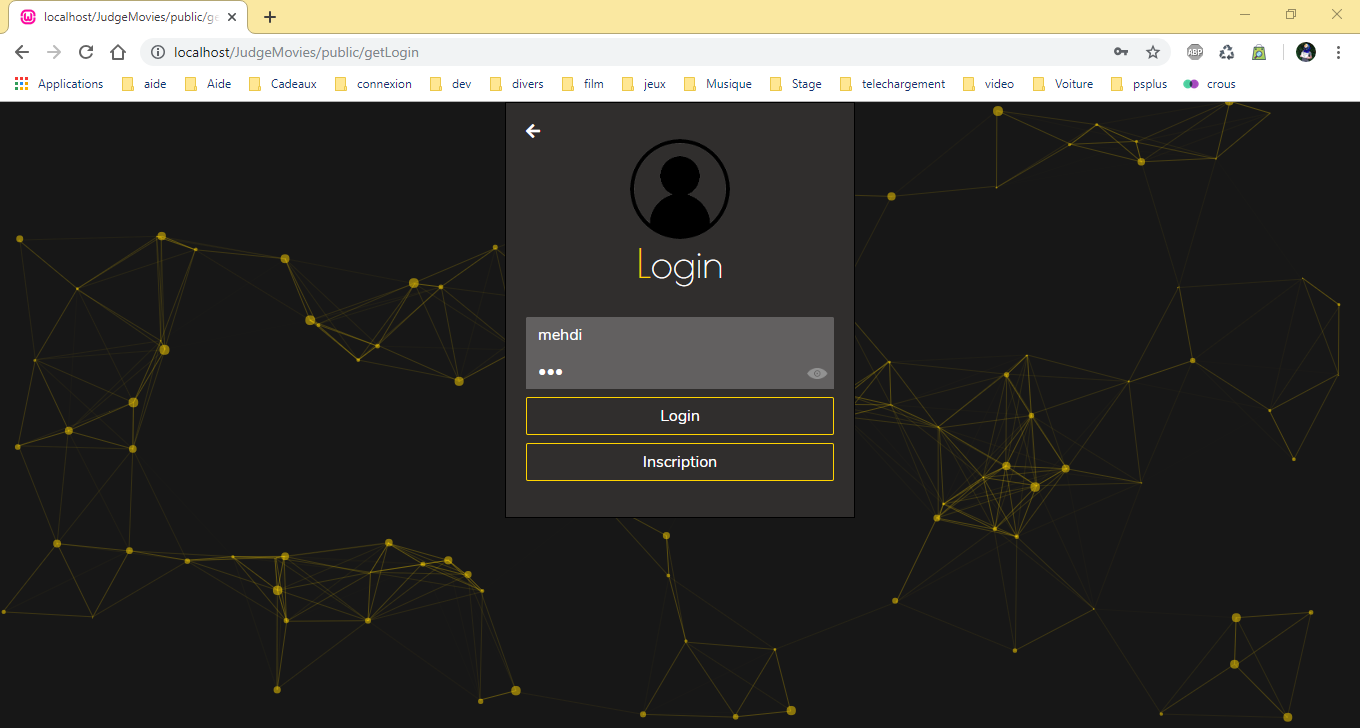 localhost/JudgeMovies/public/ge
localhost/JudgeMovies/public/getLogin
ABP
Applications aide Aide Cadeaux connexion dev divers film jeux Musique Stage telechargement video Voiture psplus crous
Login
mehdi
•••
Login
Inscription